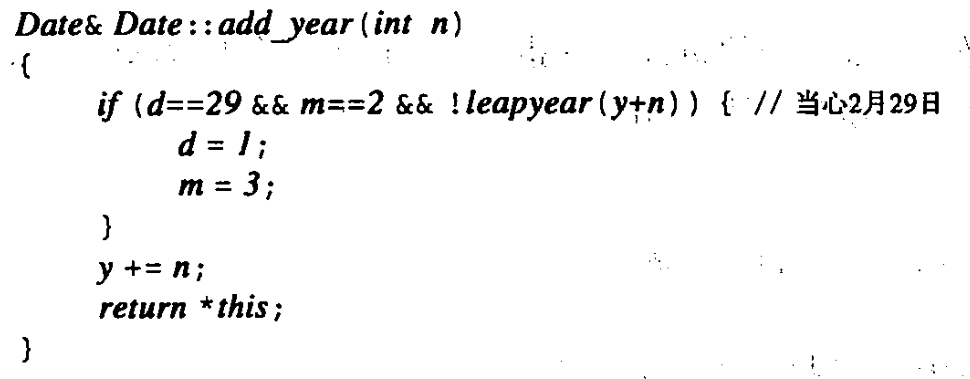 Date& Date::add_year(int n)
{
if (d==29 && m==2 && !leapyear(y+n)) { // 当心2月29日
d = 1;
m = 3;
}
y += n;
return *this;
}